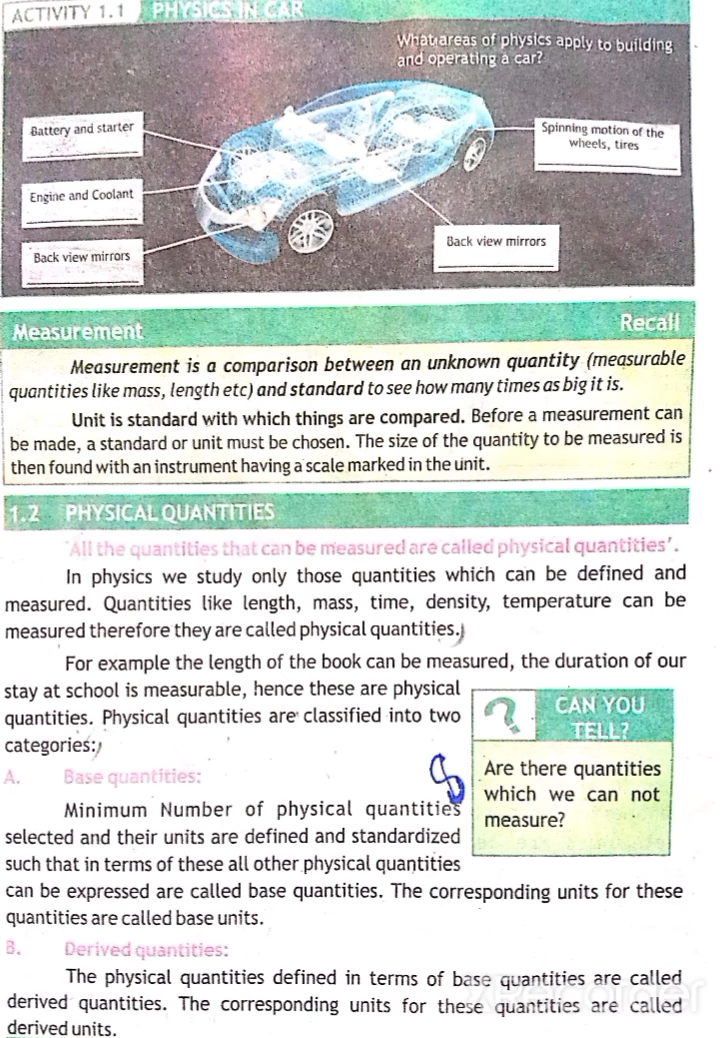 ACTIVITY 1.1 PHYSICS IN CAR
What areas of physics apply to building
and operating a car?
Battery and starter
Spinning motion of the
wheels, tires
Engine and Coolant
Back view mirrors
Back view mirrors
Measurement Recall
Measurement is a comparison between an unknown quantity (measurable
quantities like mass, length etc) and standard to see how many times as big it is.
Unit is standard with which things are compared. Before a measurement can
be made, a standard or unit must be chosen. The size of the quantity to be measured is
then found with an instrument having a scale marked in the unit.
1.2 PHYSICAL QUANTITIES
'All the quantities that can be measured are called physical quantities'.
In physics we study only those quantities which can be defined and
measured. Quantities like length, mass, time, density, temperature can be
measured therefore they are called physical quantities.
For example the length of the book can be measured, the duration of our
stay at school is measurable, hence these are physical
quantities. Physical quantities are classified into two
categories:
?
CAN YOU
TELL?
Are there quantities
which we can not
measure?
A. Base quantities:
Minimum Number of physical quantities
selected and their units are defined and standardized
such that in terms of these all other physical quantities
can be expressed are called base quantities. The corresponding units for these
quantities are called base units.
B. Derived quantities:
The physical quantities defined in terms of base quantities are called
derived quantities. The corresponding units for these quantities are called
derived units.
XRecorder